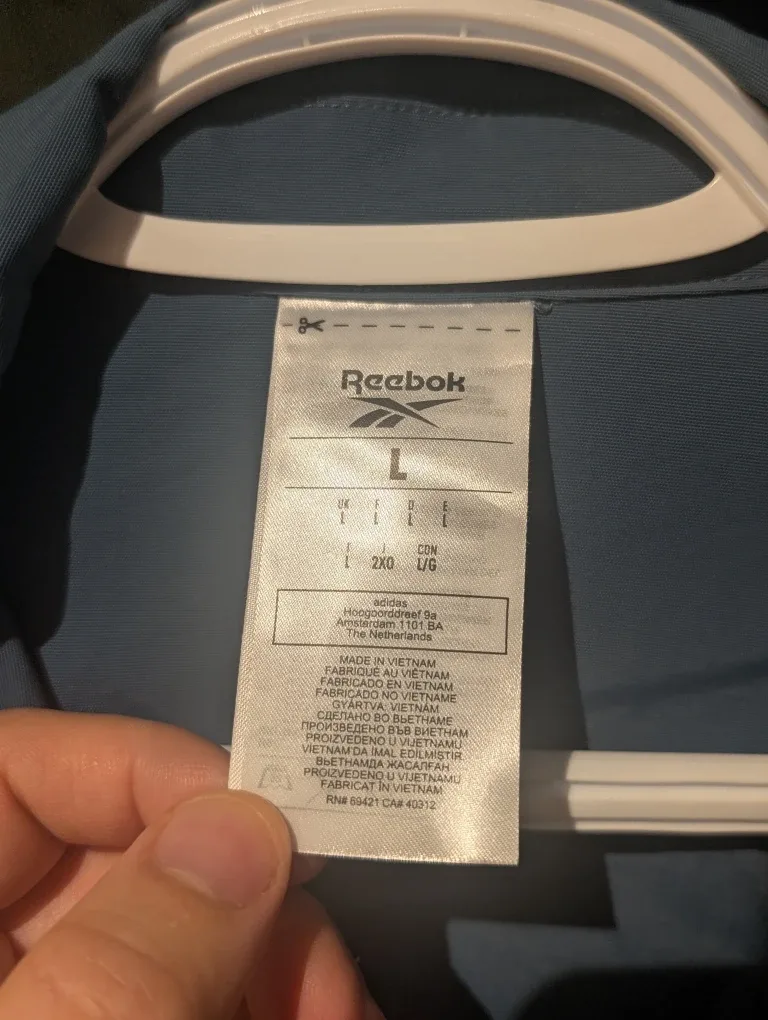 Reebok
L
UK F D E
L L L L
I J CDN
L 2XO L/G
adidas
Hoogoorddreef 9a
Amsterdam 1101 BA
The Netherlands
MADE IN VIETNAM
FABRIQUÉ AU VIÊTNAM
FABRICADO EN VIETNAM
FABRICADO NO VIETNAME
GYÁRTVA: VIETNAM
СДЕЛАНО ВО ВЬЕТНАМЕ
ПРОИЗВЕДЕНО ВЪВ ВИЕТНАМ
PROIZVEDENO U VIJETNAMU
VIETNAM'DA İMAL EDİLMİŞTİR
ВЬЕТНАМДА ЖАСАЛҒАН
PROIZVEDENO U VIJETNAMU
FABRICAT ÎN VIETNAM
RN# 69421 CA# 40312